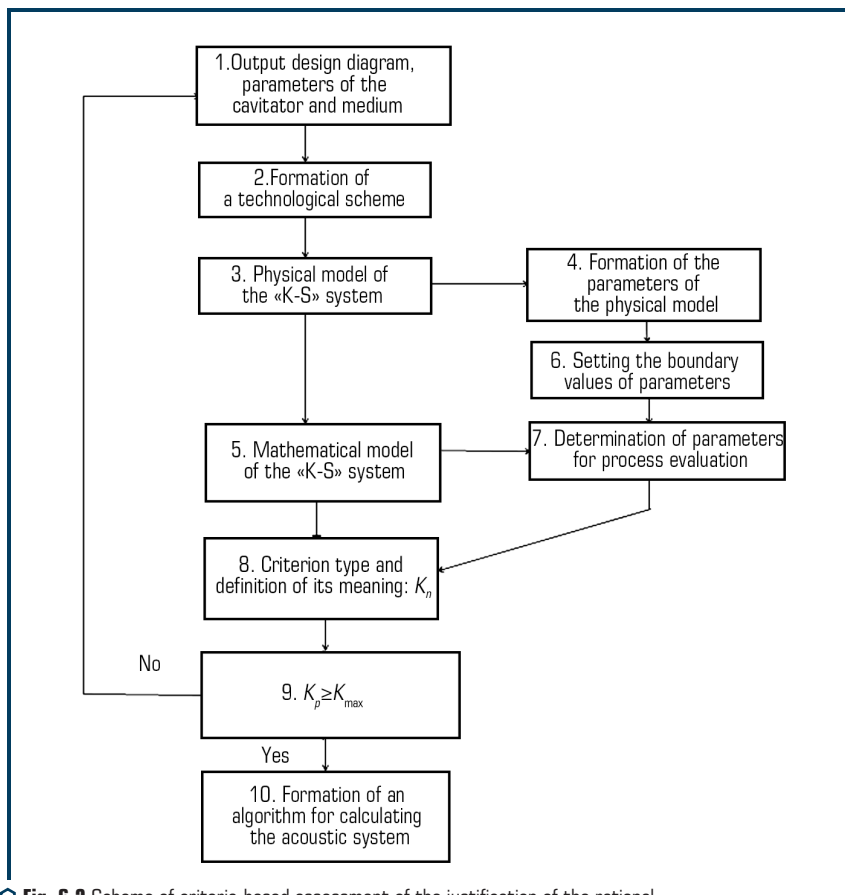 1.Output design diagram,
parameters of the
cavitator and medium
2.Formation of
a technological scheme
3. Physical model of
the «K-S» system
4. Formation of the
parameters of
the physical model
6. Setting the boundary
values of parameters
5. Mathematical model
of the «K-S» system
7. Determination of parameters
for process evaluation
8. Criterion type and
definition of its meaning: Kn
No
9. Kp≥Kmax
Yes
10. Formation of an
algorithm for calculating
the acoustic system
Scheme of criteria-based assessment of the justification of the rational